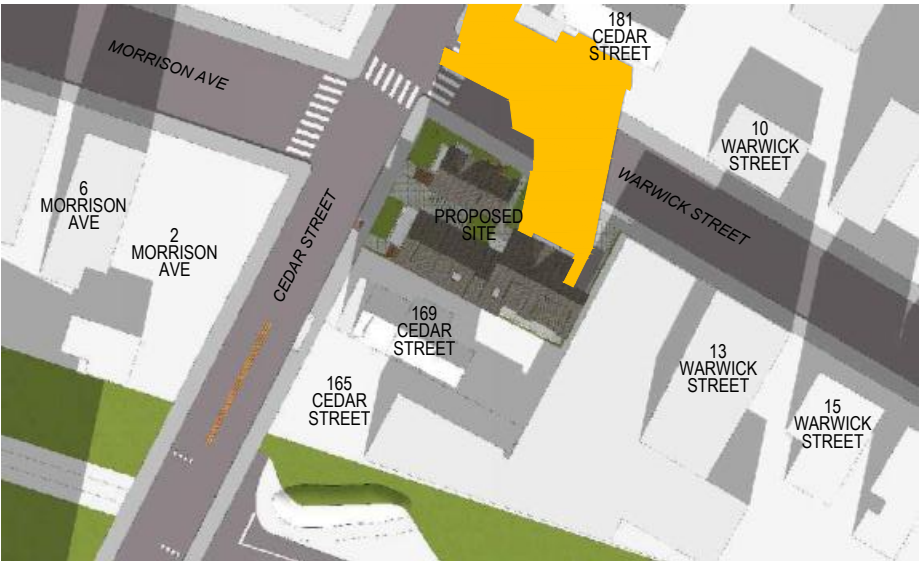 181
CEDAR
STREET
MORRISON AVE
10
WARWICK
STREET
6
MORRISON
AVE
2
MORRISON
AVE
CEDAR STREET
PROPOSED
SITE
WARWICK STREET
169
CEDAR
STREET
13
WARWICK
STREET
165
CEDAR
STREET
15
WARWICK
STREET